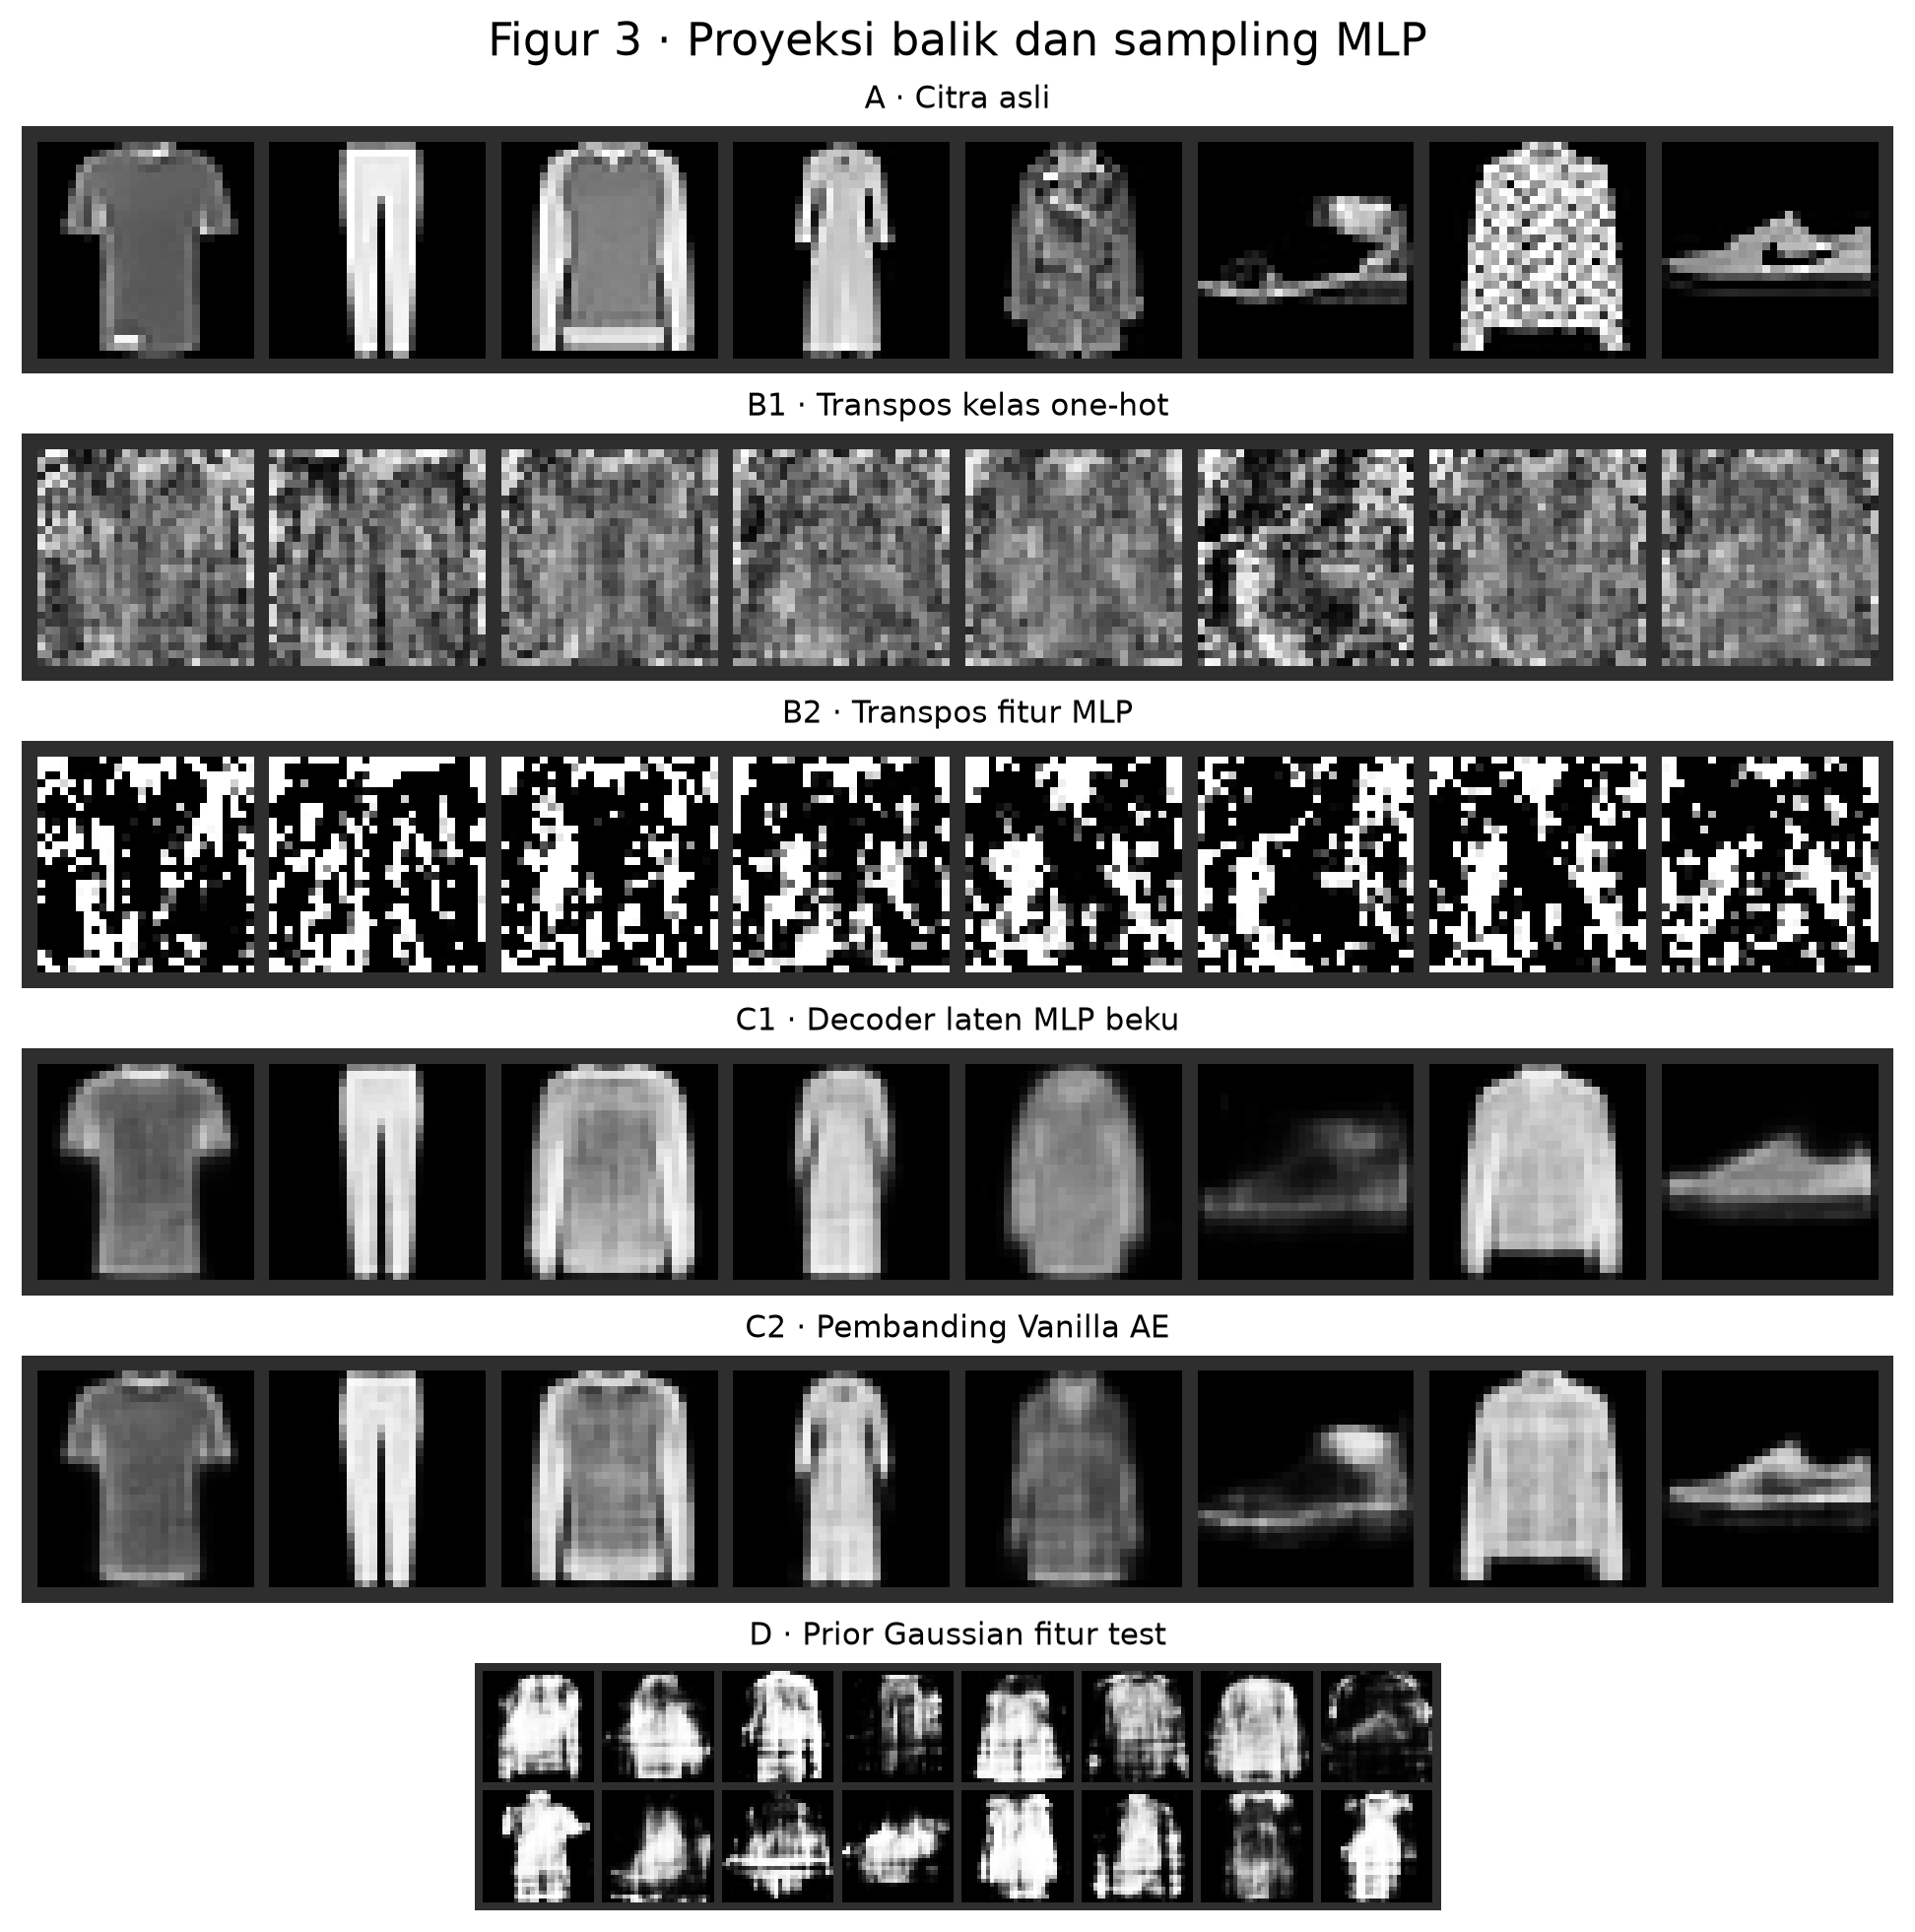 Figur 3 · Proyeksi balik dan sampling MLP
A · Citra asli
B1 · Transpos kelas one-hot
B2 · Transpos fitur MLP
C1 · Decoder laten MLP beku
C2 · Pembanding Vanilla AE
D · Prior Gaussian fitur test